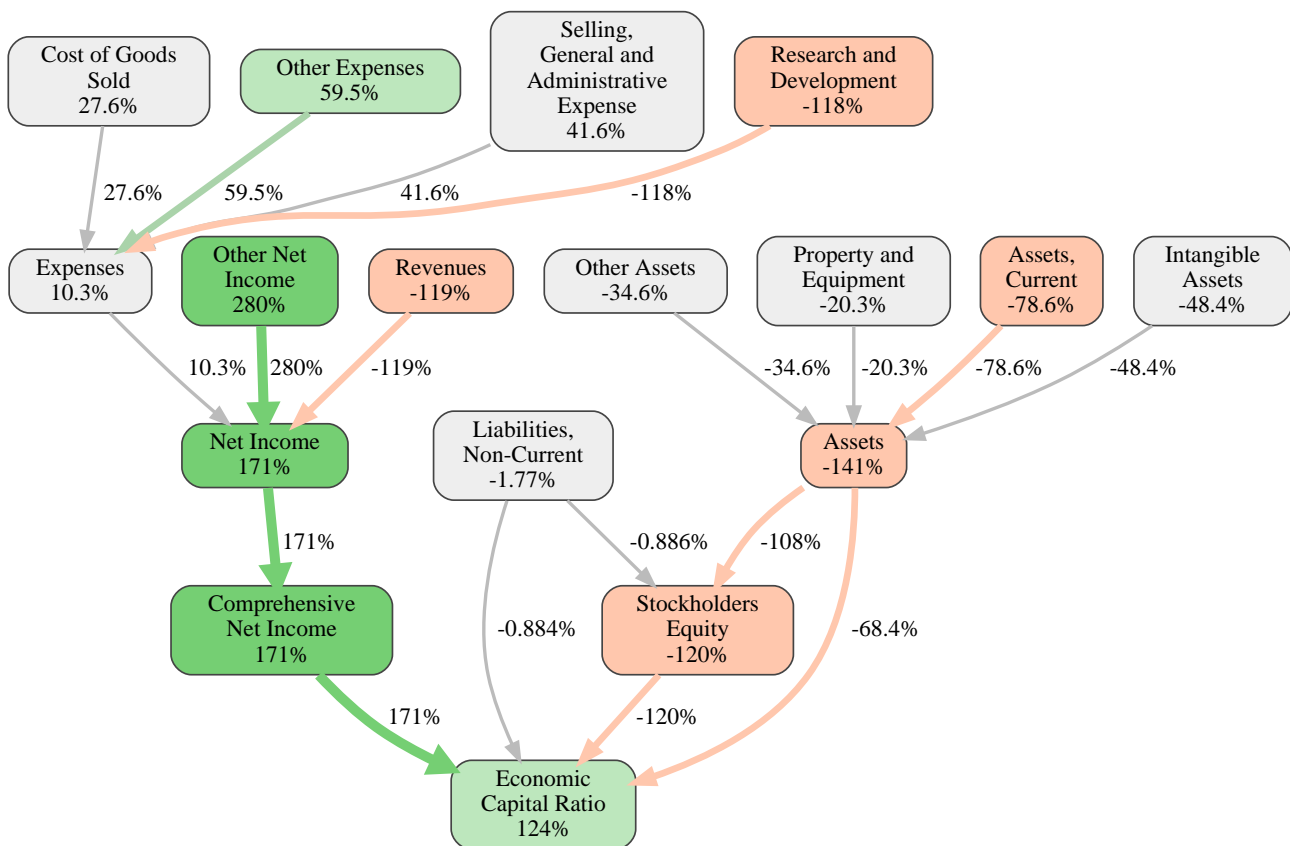 Cost of Goods
Sold
27.6%
Other Expenses
59.5%
Selling,
General and
Administrative
Expense
41.6%
Research and
Development
-118%
27.6%
59.5%
41.6%
-118%
Expenses
10.3%
Other Net
Income
280%
Revenues
-119%
Other Assets
-34.6%
Property and
Equipment
-20.3%
Assets,
Current
-78.6%
Intangible
Assets
-48.4%
10.3%
280%
-119%
-34.6%
-20.3%
-78.6%
-48.4%
Net Income
171%
Liabilities,
Non-Current
-1.77%
Assets
-141%
171%
-0.886%
-108%
Comprehensive
Net Income
171%
-0.884%
Stockholders
Equity
-120%
-68.4%
171%
-120%
Economic
Capital Ratio
124%